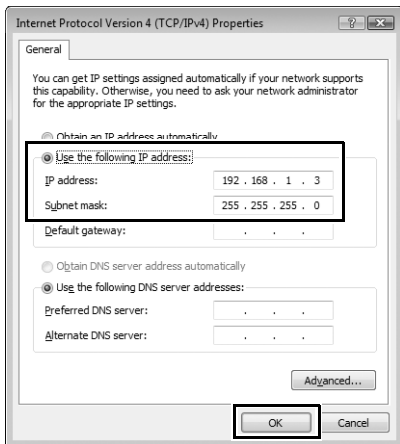 Internet Protocol Version 4 (TCP/IPv4) Properties
General
You can get IP settings assigned automatically if your network supports
this capability. Otherwise, you need to ask your network administrator
for the appropriate IP settings.
Obtain an IP address automatically
Use the following IP address:
IP address: 192 . 168 . 1 . 3
Subnet mask: 255 . 255 . 255 . 0
Default gateway: . . .
Obtain DNS server address automatically
Use the following DNS server addresses:
Preferred DNS server: . . .
Alternate DNS server: . . .
Advanced...
OK Cancel